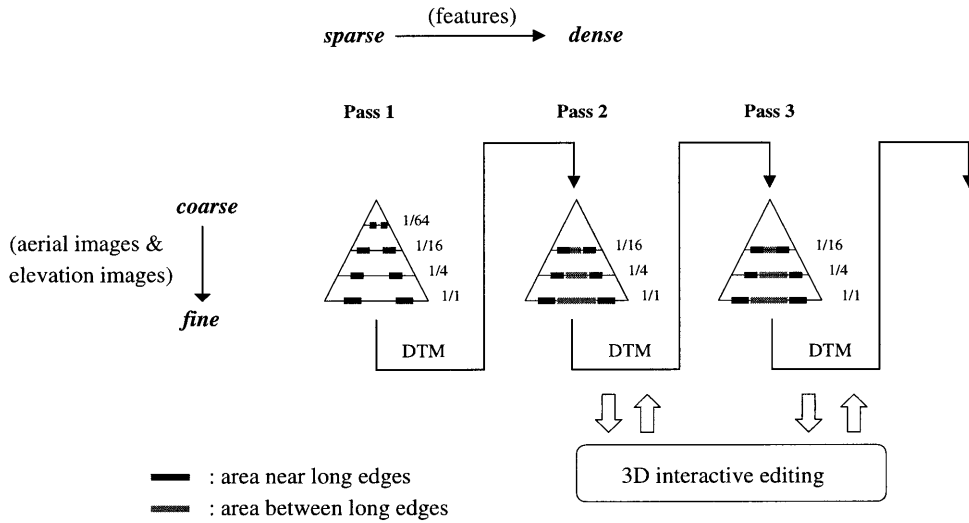 (features)
sparse dense
Pass 1 Pass 2 Pass 3
coarse
(aerial images &
elevation images)
fine
1/64
1/16
1/4
1/1
1/16
1/4
1/1
1/16
1/4
1/1
DTM DTM DTM
3D interactive editing
: area near long edges
: area between long edges